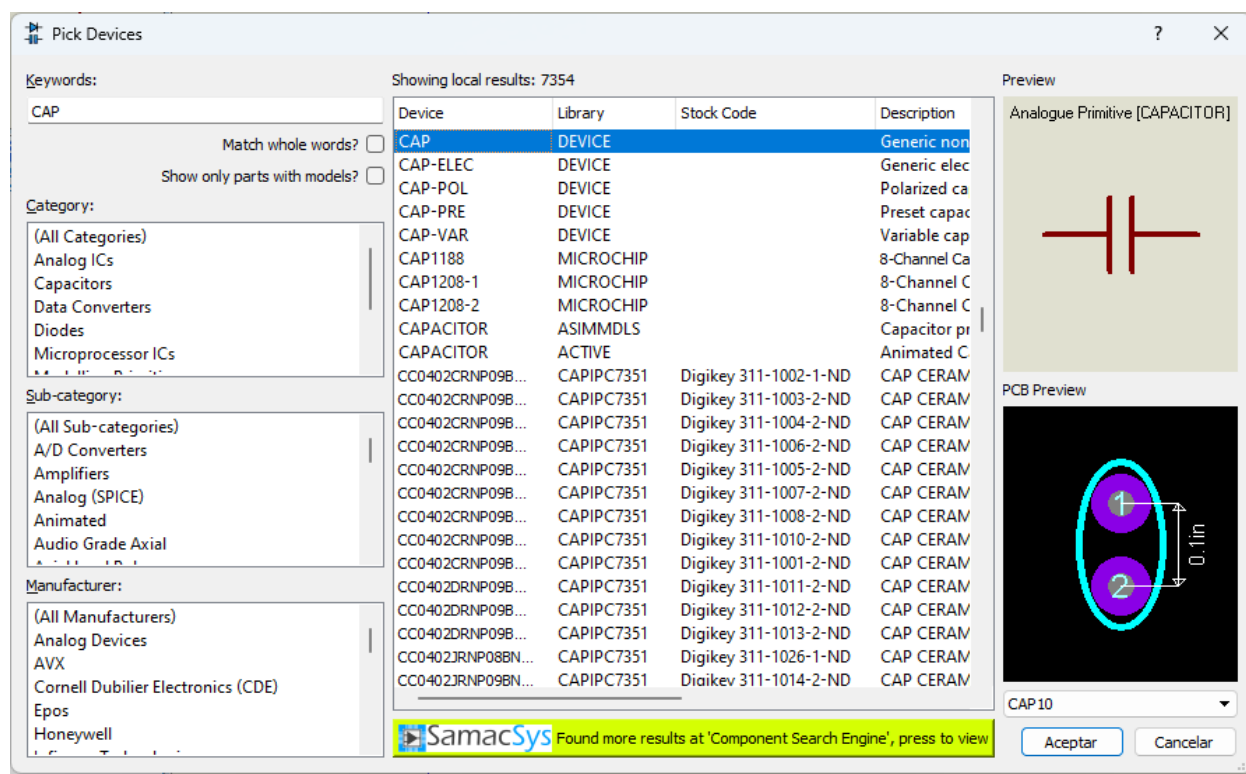 Pick Devices
?
Keywords:
CAP
Match whole words?
Show only parts with models?
Category:
(All Categories)
Analog ICs
Capacitors
Data Converters
Diodes
Microprocessor ICs
Sub-category:
(All Sub-categories)
A/D Converters
Amplifiers
Analog (SPICE)
Animated
Audio Grade Axial
Manufacturer:
(All Manufacturers)
Analog Devices
AVX
Cornell Dubilier Electronics (CDE)
Epos
Honeywell
Showing local results: 7354
Device Library Stock Code Description
CAP DEVICE Generic non
CAP-ELEC DEVICE Generic elec
CAP-POL DEVICE Polarized ca
CAP-PRE DEVICE Preset capac
CAP-VAR DEVICE Variable cap
CAP1188 MICROCHIP 8-Channel Ca
CAP1208-1 MICROCHIP 8-Channel C
CAP1208-2 MICROCHIP 8-Channel C
CAPACITOR ASIMMDLS Capacitor pr
CAPACITOR ACTIVE Animated C
CC0402CRNP09B... CAPIPC7351 Digikey 311-1002-1-ND CAP CERAM
CC0402CRNP09B... CAPIPC7351 Digikey 311-1003-2-ND CAP CERAM
CC0402CRNP09B... CAPIPC7351 Digikey 311-1004-2-ND CAP CERAM
CC0402CRNP09B... CAPIPC7351 Digikey 311-1006-2-ND CAP CERAM
CC0402CRNP09B... CAPIPC7351 Digikey 311-1005-2-ND CAP CERAM
CC0402CRNP09B... CAPIPC7351 Digikey 311-1007-2-ND CAP CERAM
CC0402CRNP09B... CAPIPC7351 Digikey 311-1008-2-ND CAP CERAM
CC0402CRNP09B... CAPIPC7351 Digikey 311-1010-2-ND CAP CERAM
CC0402CRNP09B... CAPIPC7351 Digikey 311-1001-2-ND CAP CERAM
CC0402DRNP09B... CAPIPC7351 Digikey 311-1011-2-ND CAP CERAM
CC0402DRNP09B... CAPIPC7351 Digikey 311-1012-2-ND CAP CERAM
CC0402DRNP09B... CAPIPC7351 Digikey 311-1013-2-ND CAP CERAM
CC0402JRNP08BN... CAPIPC7351 Digikey 311-1026-1-ND CAP CERAM
CC0402JRNP09BN... CAPIPC7351 Digikey 311-1014-2-ND CAP CERAM
SamacSys Found more results at 'Component Search Engine', press to view
Preview
Analogue Primitive [CAPACITOR]
PCB Preview
1
2
0.1in
CAP10
Aceptar Cancelar